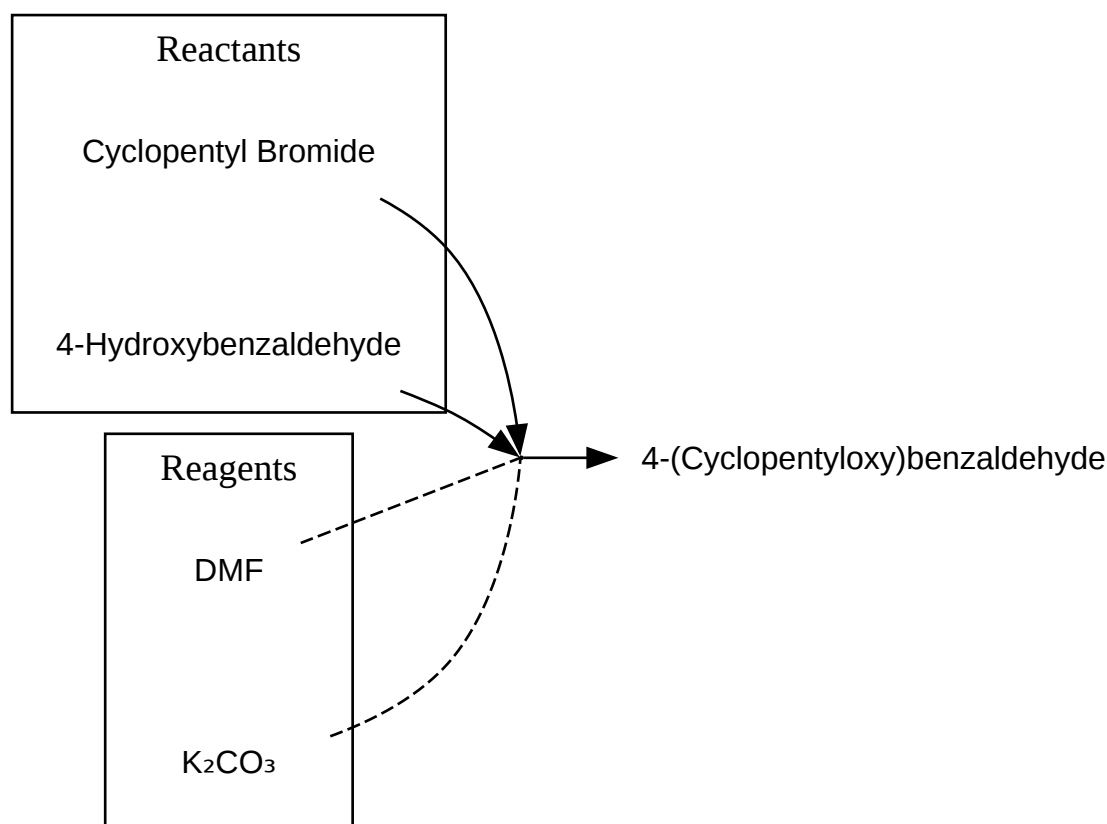 Reactants
Cyclopentyl Bromide
4-Hydroxybenzaldehyde
Reagents
4-(Cyclopentyloxy)benzaldehyde
DMF
K₂CO₃